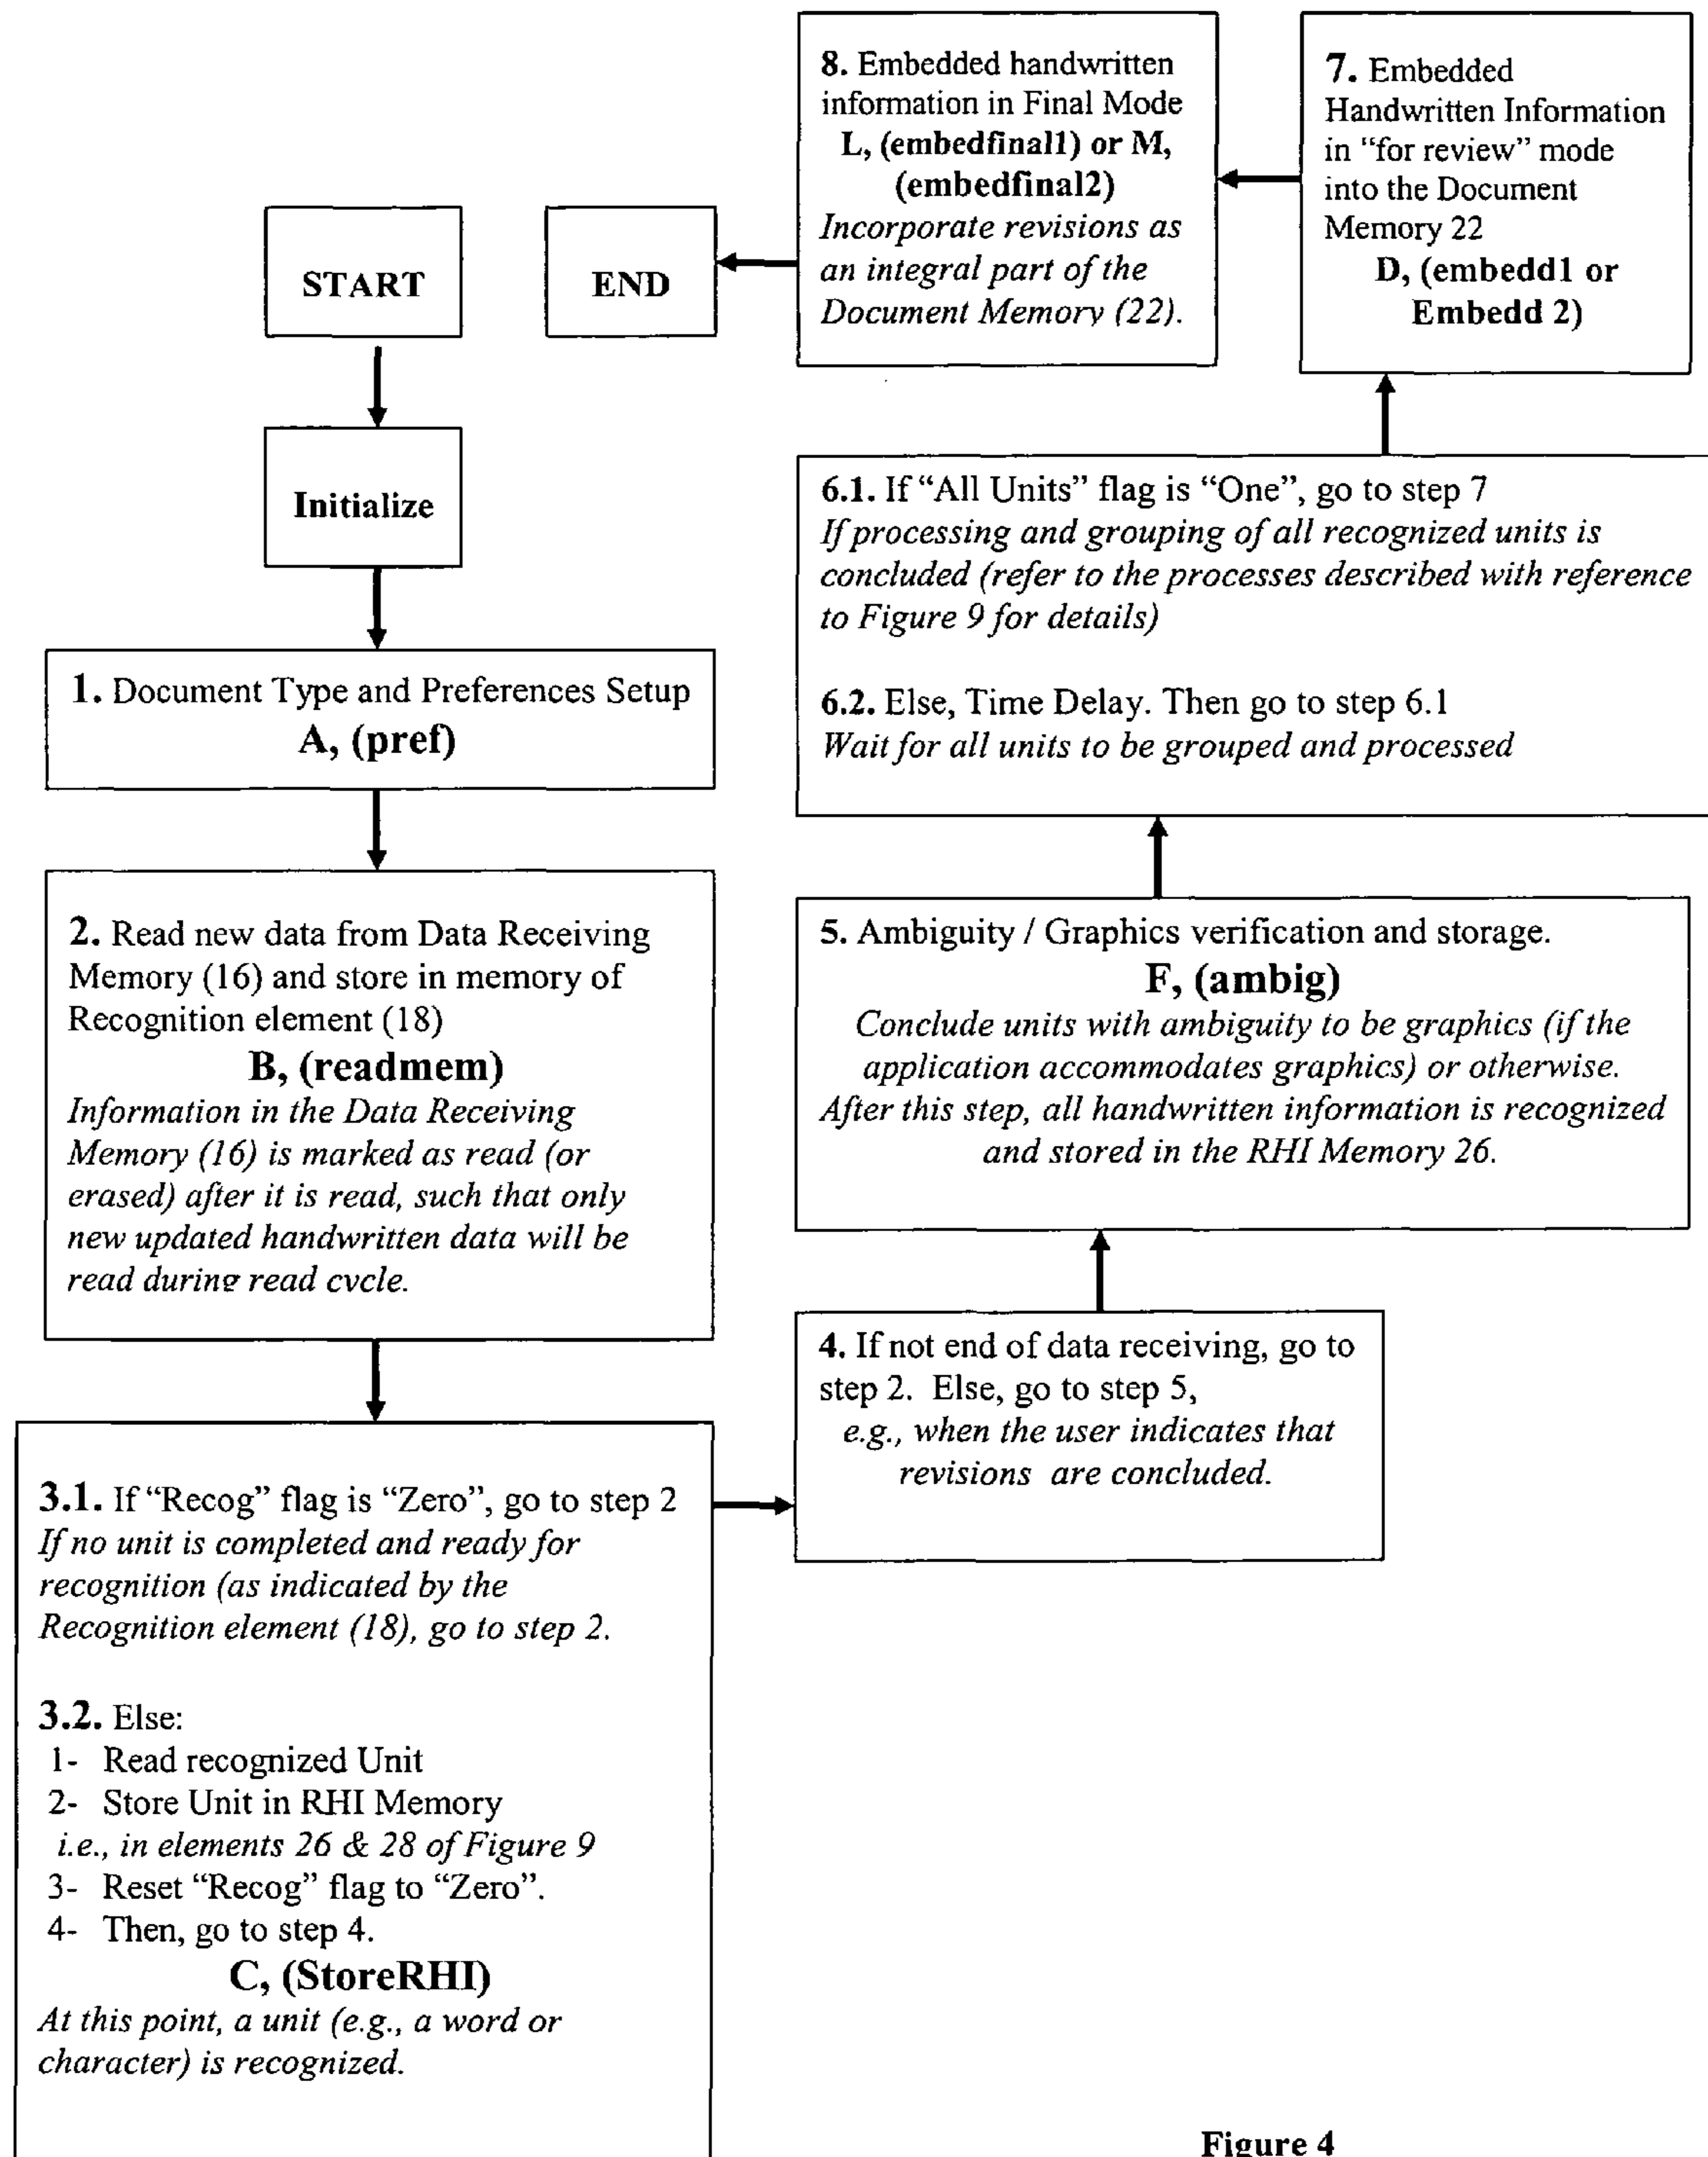 START
Initialize
1. Document Type and Preferences Setup
A, (pref)
2. Read new data from Data Receiving
Memory (16) and store in memory of
Recognition element (18)
B, (readmem)
Information in the Data Receiving
Memory (16) is marked as read (or
erased) after it is read, such that only
new updated handwritten data will be
read during read cycle.
3.1. If “Recog” flag is “Zero”, go to step 2
If no unit is completed and ready for
recognition (as indicated by the
Recognition element (18), go to step 2.
3.2. Else:
1- Read recognized Unit
2- Store Unit in RHI Memory
i.e., in elements 26 & 28 of Figure 9
3- Reset “Recog” flag to “Zero”.
4- Then, go to step 4.
C, (StoreRHI)
At this point, a unit (e.g., a word or
character) is recognized.
4. If not end of data receiving, go to
step 2. Else, go to step 5,
e.g., when the user indicates that
revisions are concluded.
5. Ambiguity / Graphics verification and storage.
F, (ambig)
Conclude units with ambiguity to be graphics (if the
application accommodates graphics) or otherwise.
After this step, all handwritten information is recognized
and stored in the RHI Memory 26.
6.1. If “All Units” flag is “One”, go to step 7
If processing and grouping of all recognized units is
concluded (refer to the processes described with reference
to Figure 9 for details)
6.2. Else, Time Delay. Then go to step 6.1
Wait for all units to be grouped and processed
7. Embedded
Handwritten Information
in “for review” mode
into the Document
Memory 22
D, (embedd1 or
Embedd 2)
8. Embedded handwritten
information in Final Mode
L, (embedfinal1) or M,
(embedfinal2)
Incorporate revisions as
an integral part of the
Document Memory (22).
END
Figure 4